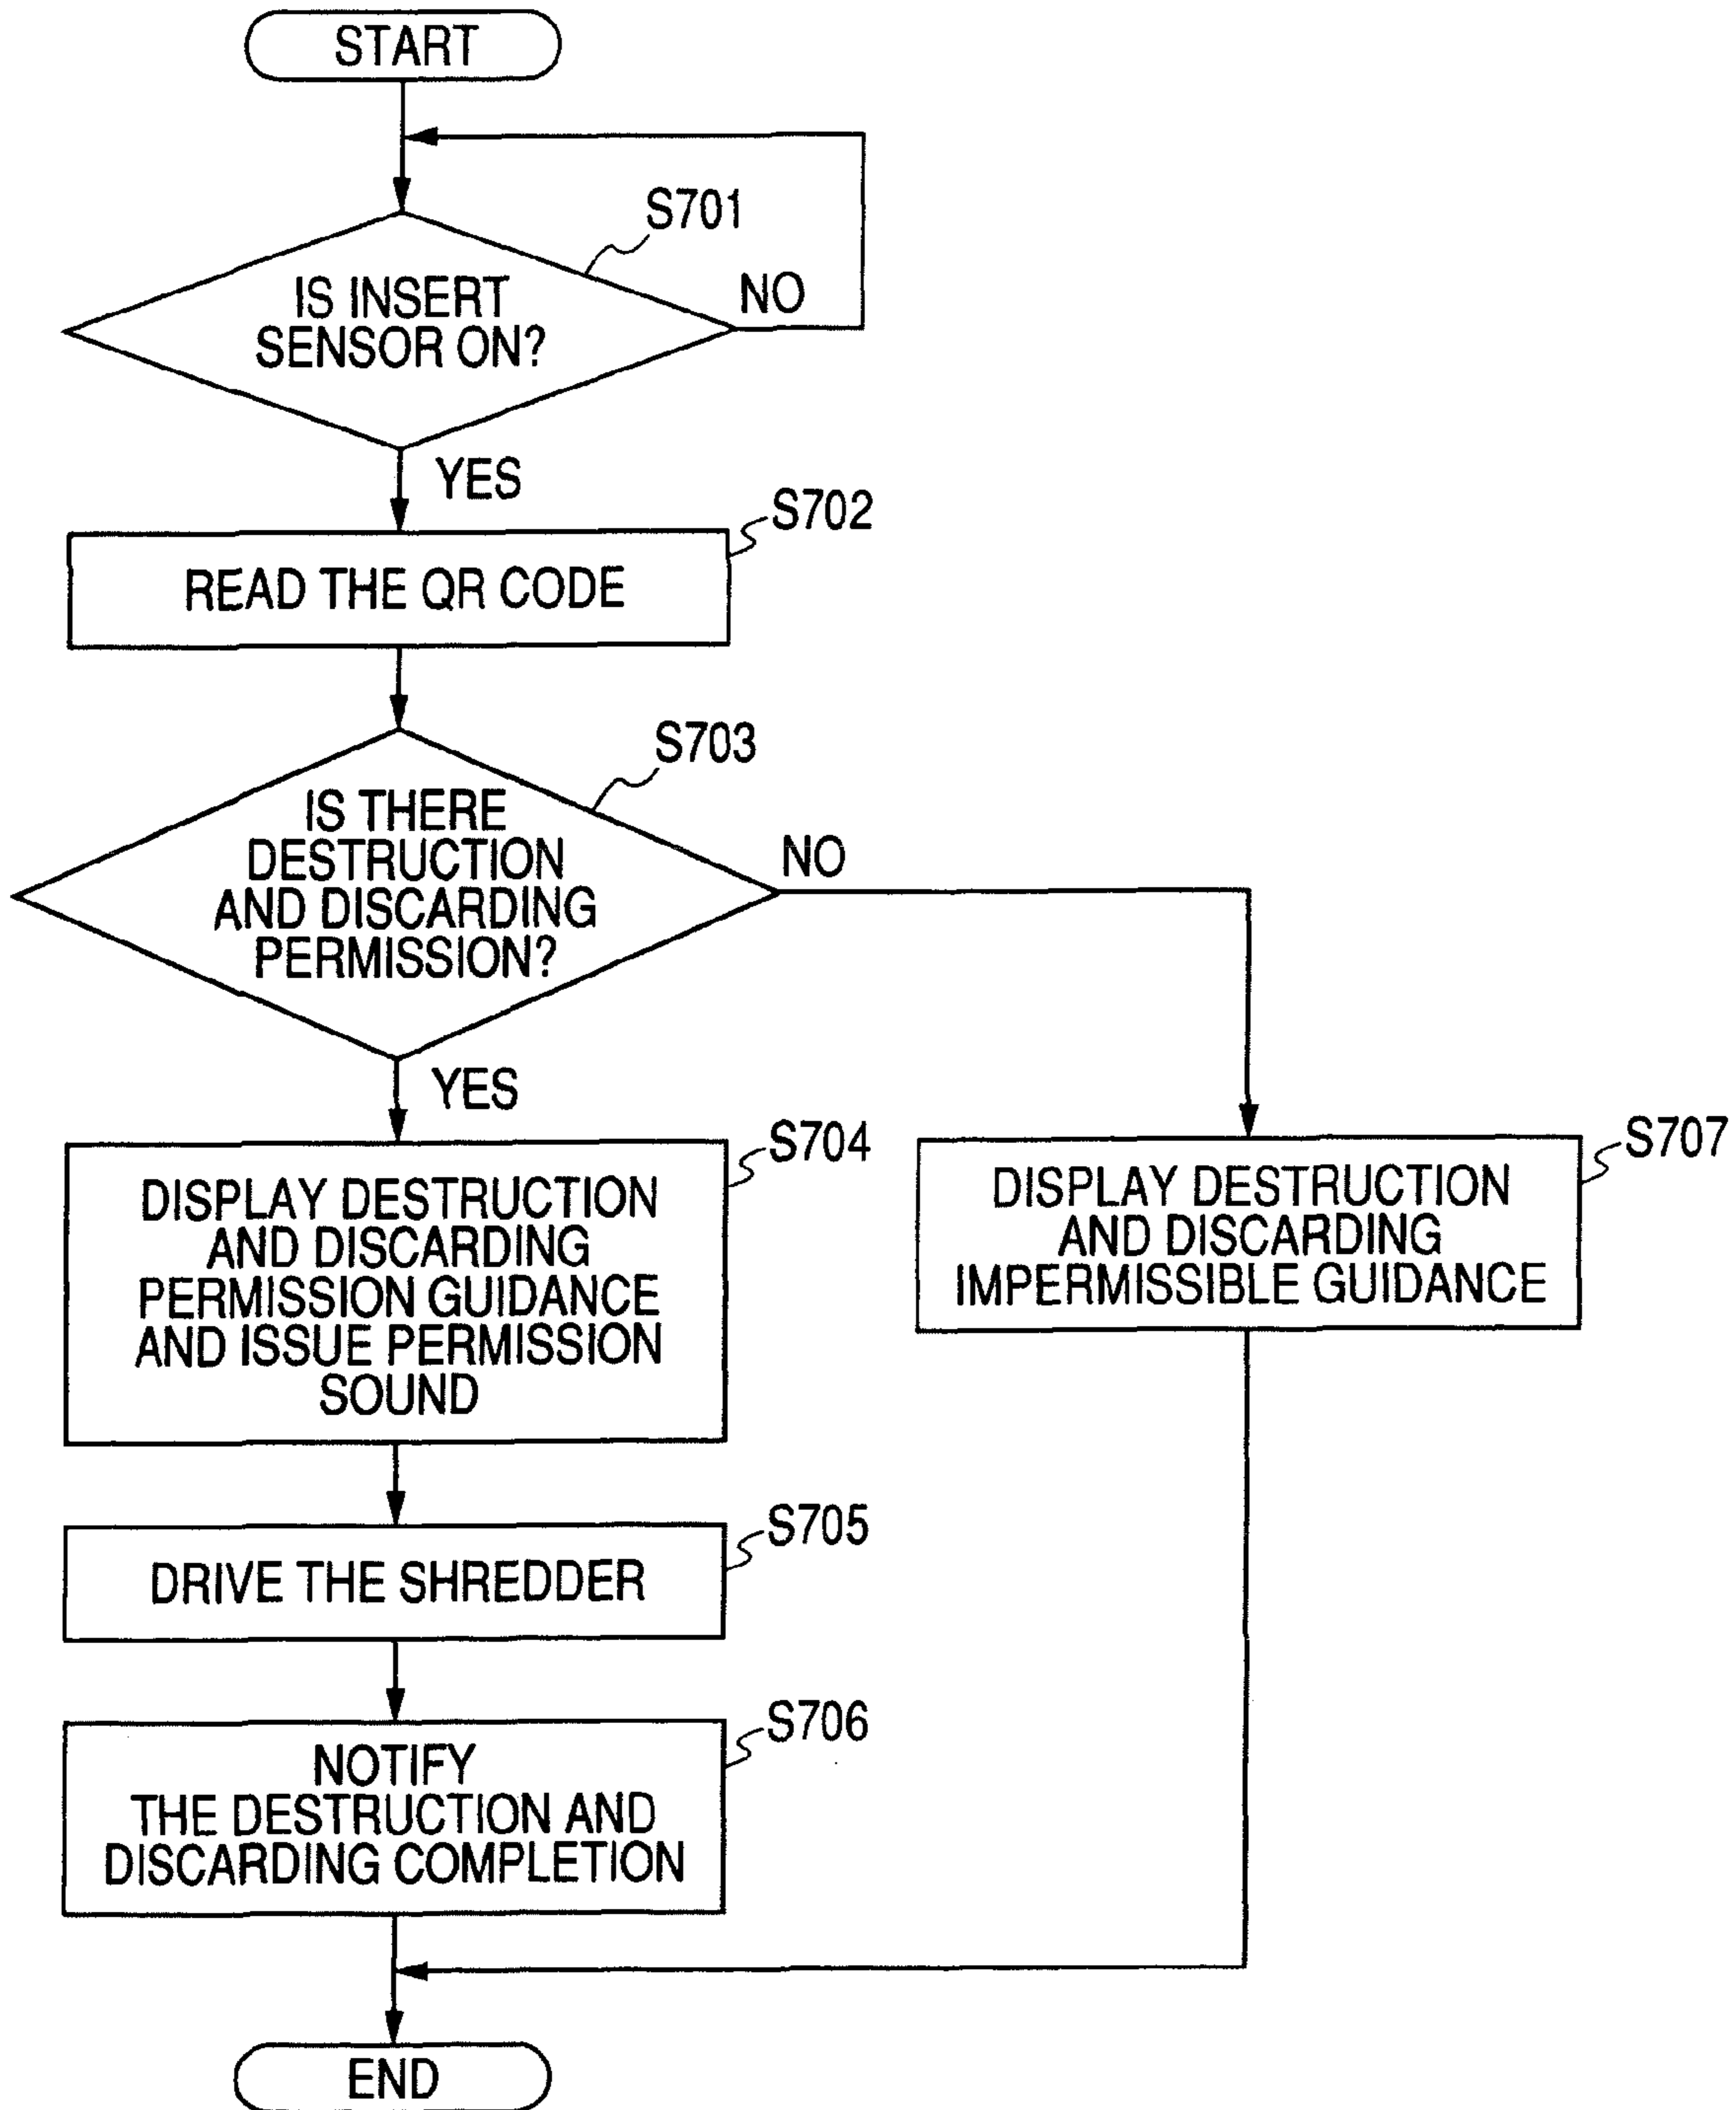 START
S701
IS INSERT
SENSOR ON?
NO
YES
S702
READ THE QR CODE
S703
IS THERE
DESTRUCTION
AND DISCARDING
PERMISSION?
NO
YES
S704
DISPLAY DESTRUCTION
AND DISCARDING
PERMISSION GUIDANCE
AND ISSUE PERMISSION
SOUND
S707
DISPLAY DESTRUCTION
AND DISCARDING
IMPERMISSIBLE GUIDANCE
S705
DRIVE THE SHREDDER
S706
NOTIFY
THE DESTRUCTION AND
DISCARDING COMPLETION
END